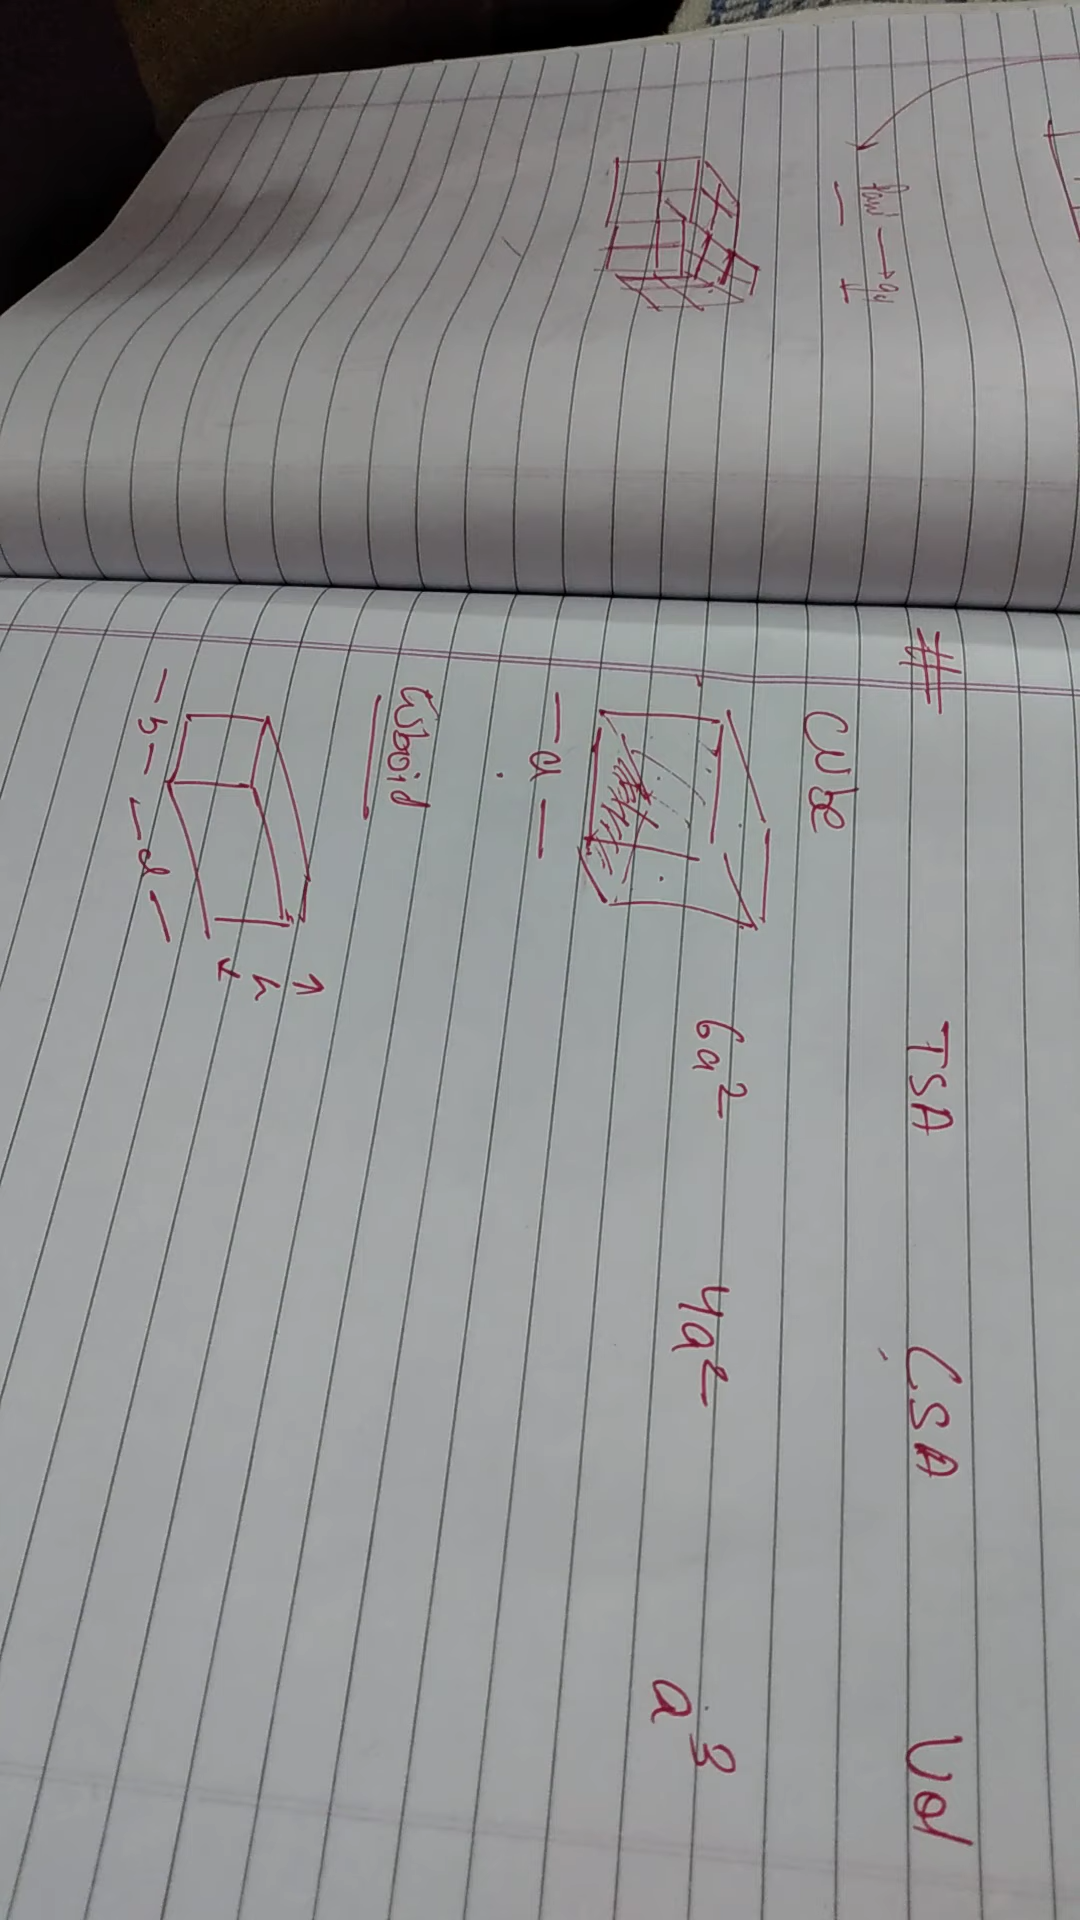 # TSA CSA Vol
Cube
6a² 4a² a³
— a —
Cuboid
h
— b — — l —